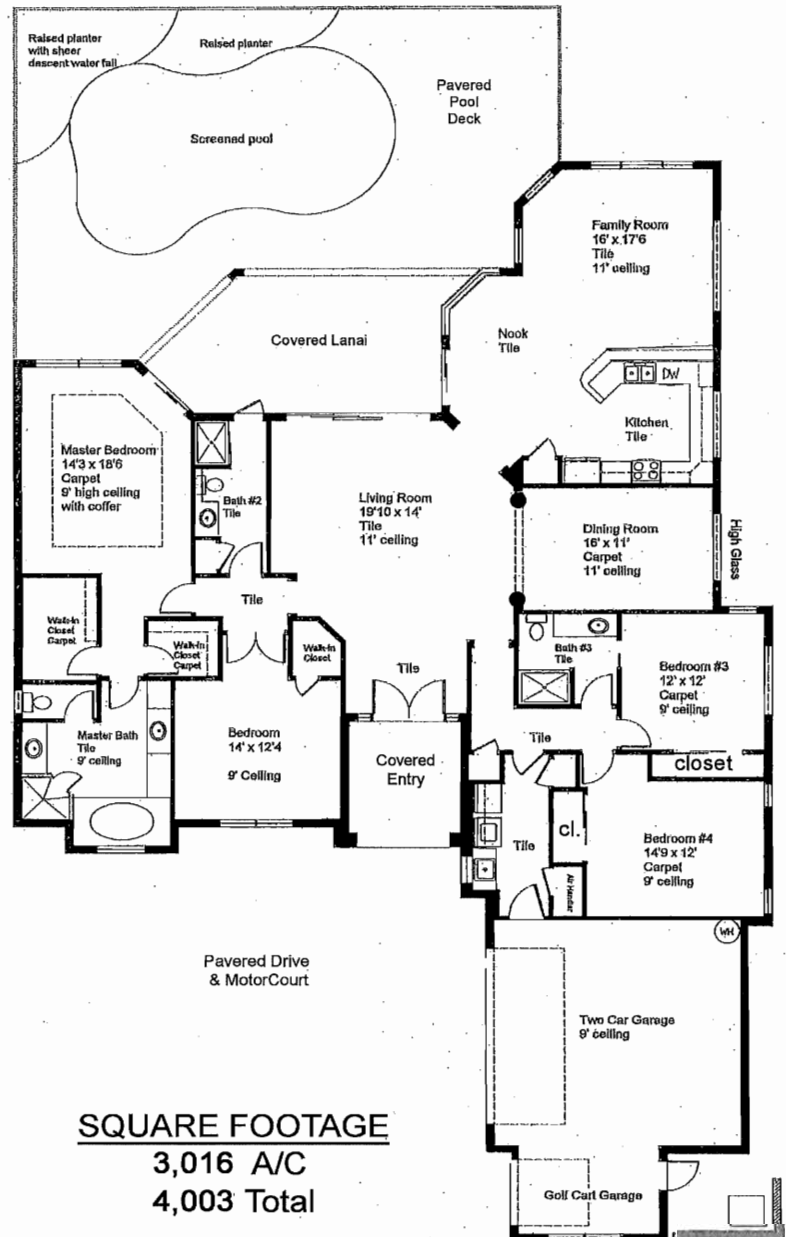 Raised planter
with sheer
descent water fall
Raised planter
Pavered
Pool
Deck
Screened pool
Family Room
16' x 17'6
Tile
11' ceiling
Covered Lanai
Nook
Tile
DW
Kitchen
Tile
Master Bedroom
14'3 x 18'6
Carpet
9' high ceiling
with coffer
Bath #2
Tile
Living Room
19'10 x 14'
Tile
11' ceiling
Dining Room
16' x 11'
Carpet
11' ceiling
High Glass
Tile
Walk-In
Closet
Carpet
Walk-In
Closet
Carpet
Walk-In
Closet
Bath #3
Tile
Bedroom #3
12' x 12'
Carpet
9' ceiling
Tile
Master Bath
Tile
9' ceiling
Bedroom
14' x 12'4
9' Ceiling
Covered
Entry
Tile
closet
cl.
Tile
Bedroom #4
14'9 x 12'
Carpet
9' ceiling
Air Handler
WH
Pavered Drive
& MotorCourt
Two Car Garage
9' ceiling
SQUARE FOOTAGE
3,016 A/C
4,003 Total
Golf Cart Garage